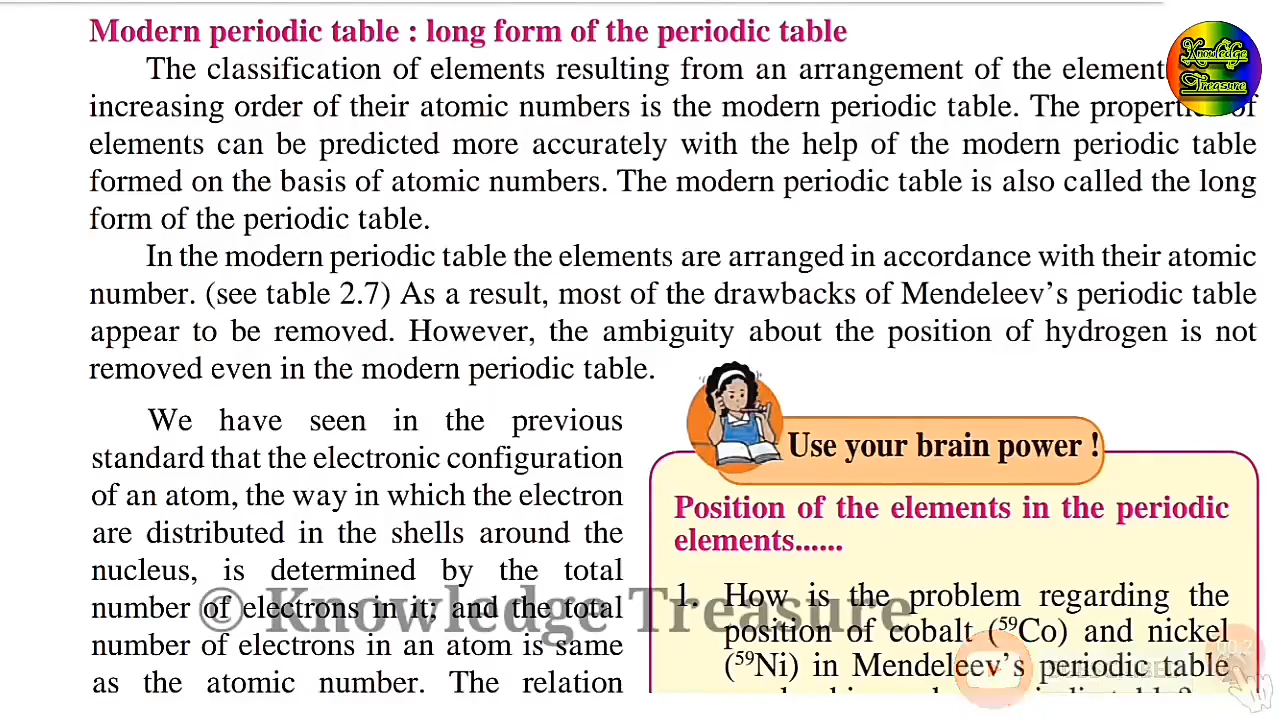 Modern periodic table : long form of the periodic table
The classification of elements resulting from an arrangement of the element
increasing order of their atomic numbers is the modern periodic table. The properties of
elements can be predicted more accurately with the help of the modern periodic table
formed on the basis of atomic numbers. The modern periodic table is also called the long
form of the periodic table.
In the modern periodic table the elements are arranged in accordance with their atomic
number. (see table 2.7) As a result, most of the drawbacks of Mendeleev’s periodic table
appear to be removed. However, the ambiguity about the position of hydrogen is not
removed even in the modern periodic table.
We have seen in the previous
standard that the electronic configuration
of an atom, the way in which the electron
are distributed in the shells around the
nucleus, is determined by the total
number of electrons in it; and the total
number of electrons in an atom is same
as the atomic number. The relation
Use your brain power !
Position of the elements in the periodic
elements......
1. How is the problem regarding the
position of cobalt (⁵⁹Co) and nickel
(⁵⁹Ni) in Mendeleev’s periodic table
Knowledge
Treasure
© Knowledge Treasure